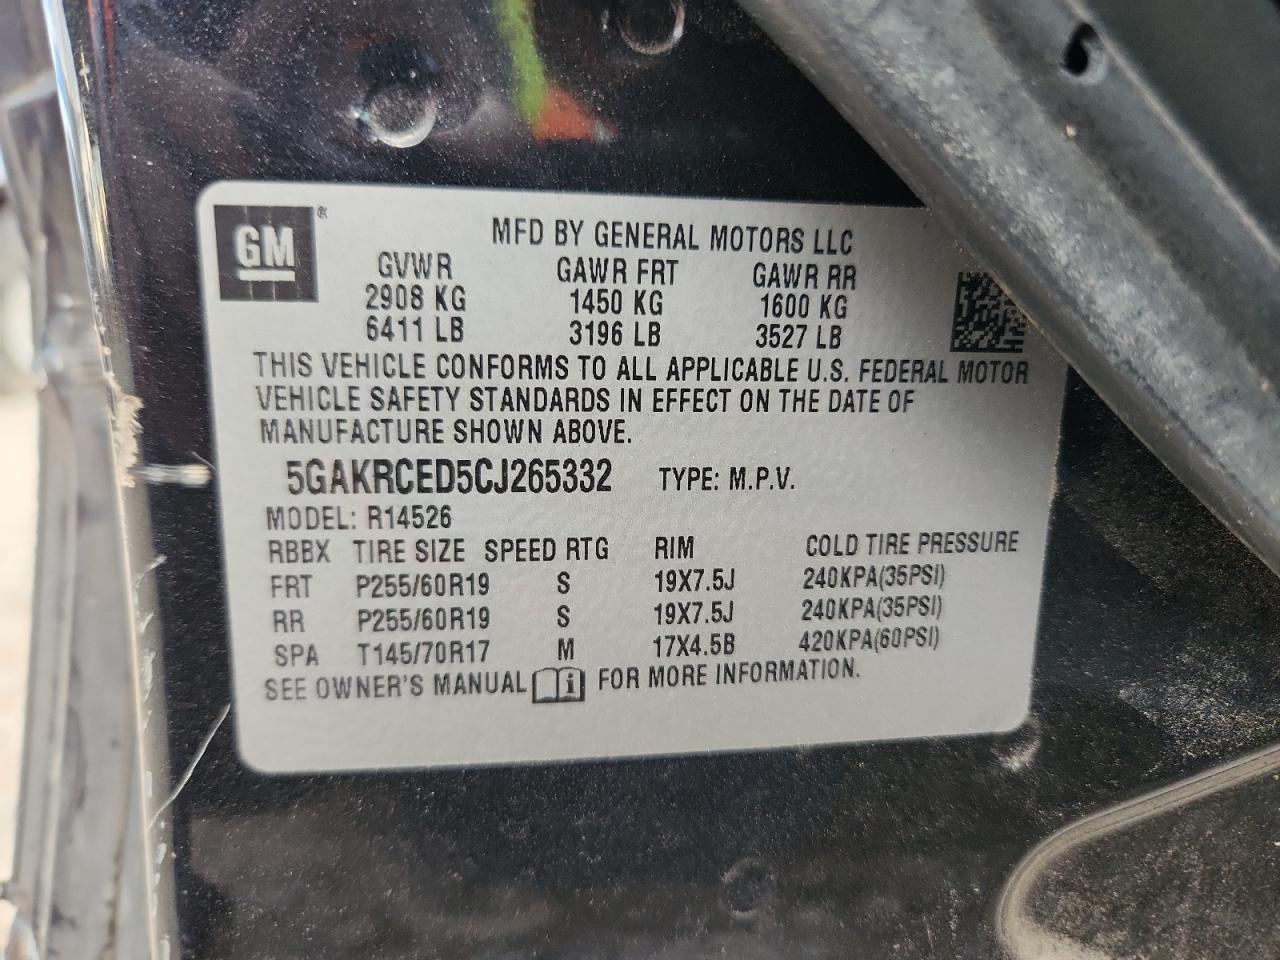 GM ®
MFD BY GENERAL MOTORS LLC
GVWR GAWR FRT GAWR RR
2908 KG 1450 KG 1600 KG
6411 LB 3196 LB 3527 LB
THIS VEHICLE CONFORMS TO ALL APPLICABLE U.S. FEDERAL MOTOR
VEHICLE SAFETY STANDARDS IN EFFECT ON THE DATE OF
MANUFACTURE SHOWN ABOVE.
5GAKRCED5CJ265332 TYPE: M.P.V.
MODEL: R14526
RBBX TIRE SIZE SPEED RTG RIM COLD TIRE PRESSURE
FRT P255/60R19 S 19X7.5J 240KPA(35PSI)
RR P255/60R19 S 19X7.5J 240KPA(35PSI)
SPA T145/70R17 M 17X4.5B 420KPA(60PSI)
SEE OWNER'S MANUAL i FOR MORE INFORMATION.